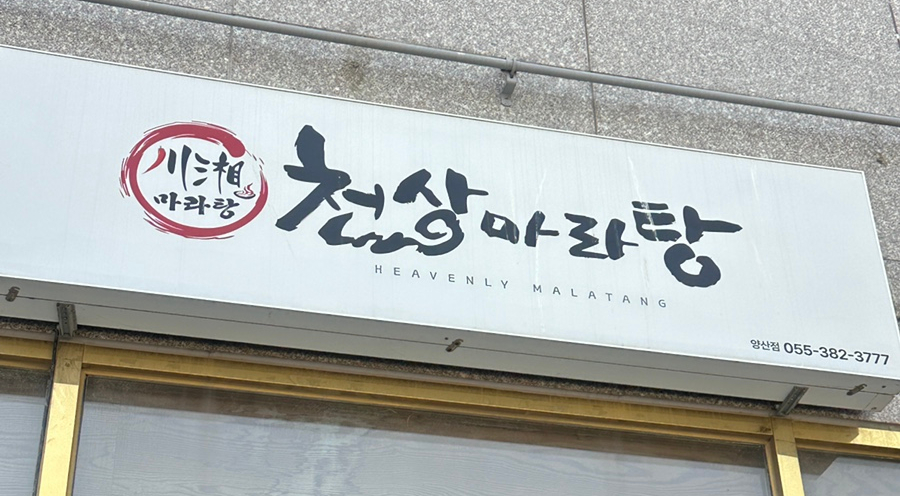 川湘
마라탕
천상마라탕
HEAVENLY MALATANG
양산점 055-382-3777